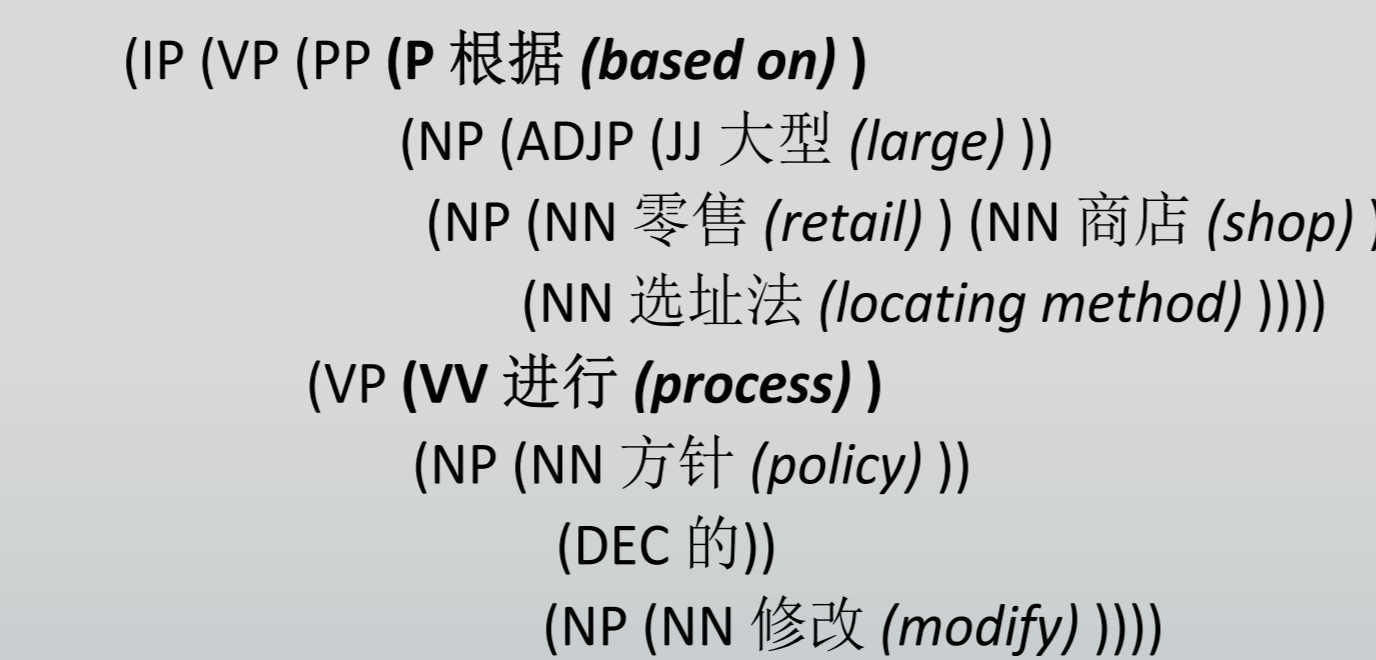 (IP (VP (PP (P 根据 (based on) )
(NP (ADJP (JJ 大型 (large) ))
(NP (NN 零售 (retail) ) (NN 商店 (shop) )
(NN 选址法 (locating method) ))))
(VP (VV 进行 (process) )
(NP (NN 方针 (policy) ))
(DEC 的))
(NP (NN 修改 (modify) ))))